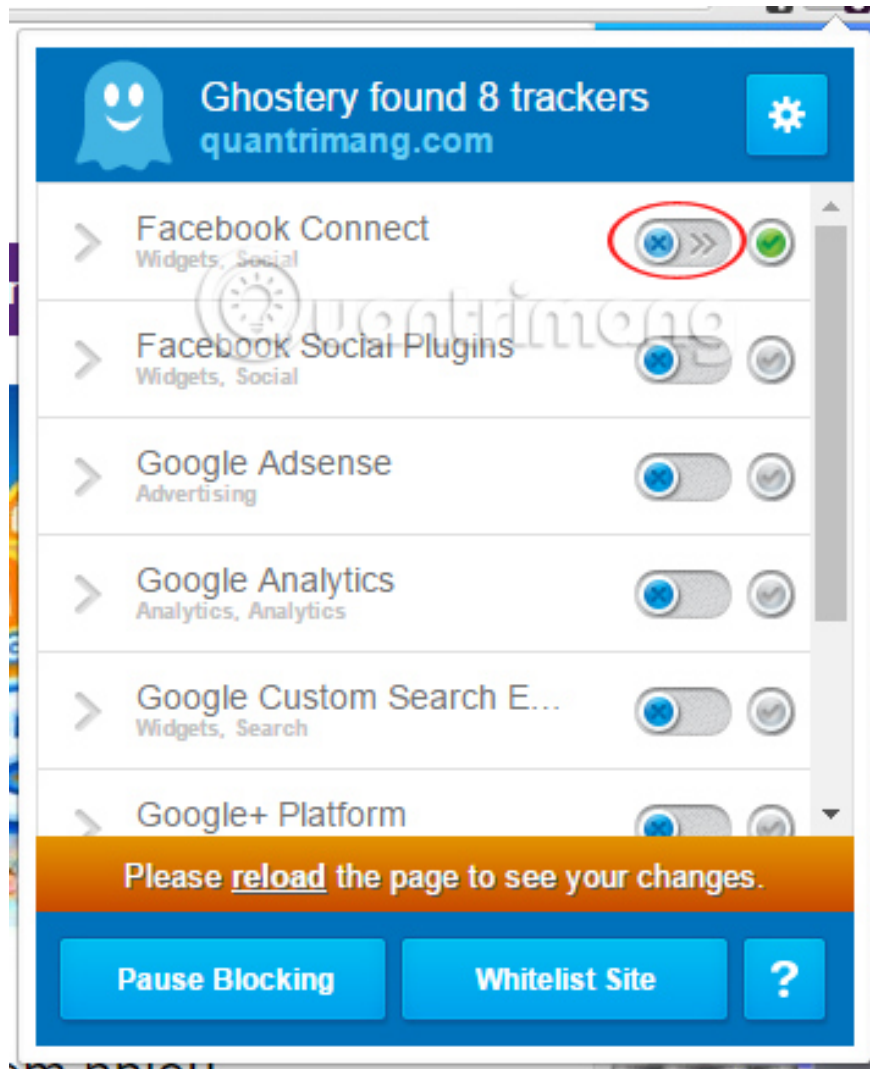 Ghostery found 8 trackers
quantrimang.com
Facebook Connect
Widgets, Social
Quantrimang
Facebook Social Plugins
Widgets, Social
Google Adsense
Advertising
Google Analytics
Analytics, Analytics
Google Custom Search E...
Widgets, Search
Google+ Platform
Please reload the page to see your changes.
Pause Blocking
Whitelist Site
?